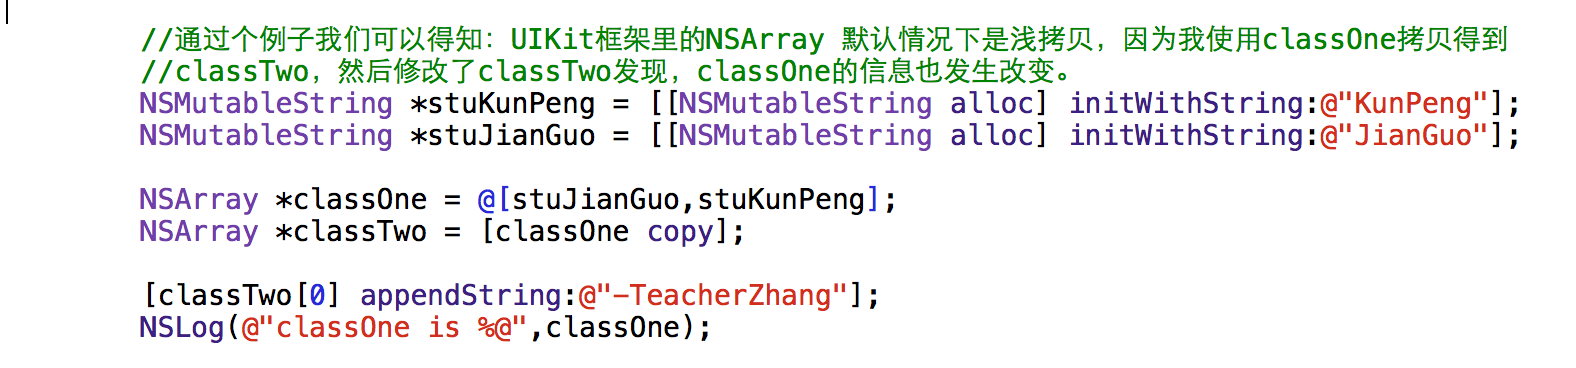 //通过个例子我们可以得知：UIKit框架里的NSArray 默认情况下是浅拷贝，因为我使用classOne拷贝得到
//classTwo，然后修改了classTwo发现，classOne的信息也发生改变。
NSMutableString *stuKunPeng = [[NSMutableString alloc] initWithString:@"KunPeng"];
NSMutableString *stuJianGuo = [[NSMutableString alloc] initWithString:@"JianGuo"];
NSArray *classOne = @[stuJianGuo,stuKunPeng];
NSArray *classTwo = [classOne copy];
[classTwo[0] appendString:@"-TeacherZhang"];
NSLog(@"classOne is %@",classOne);